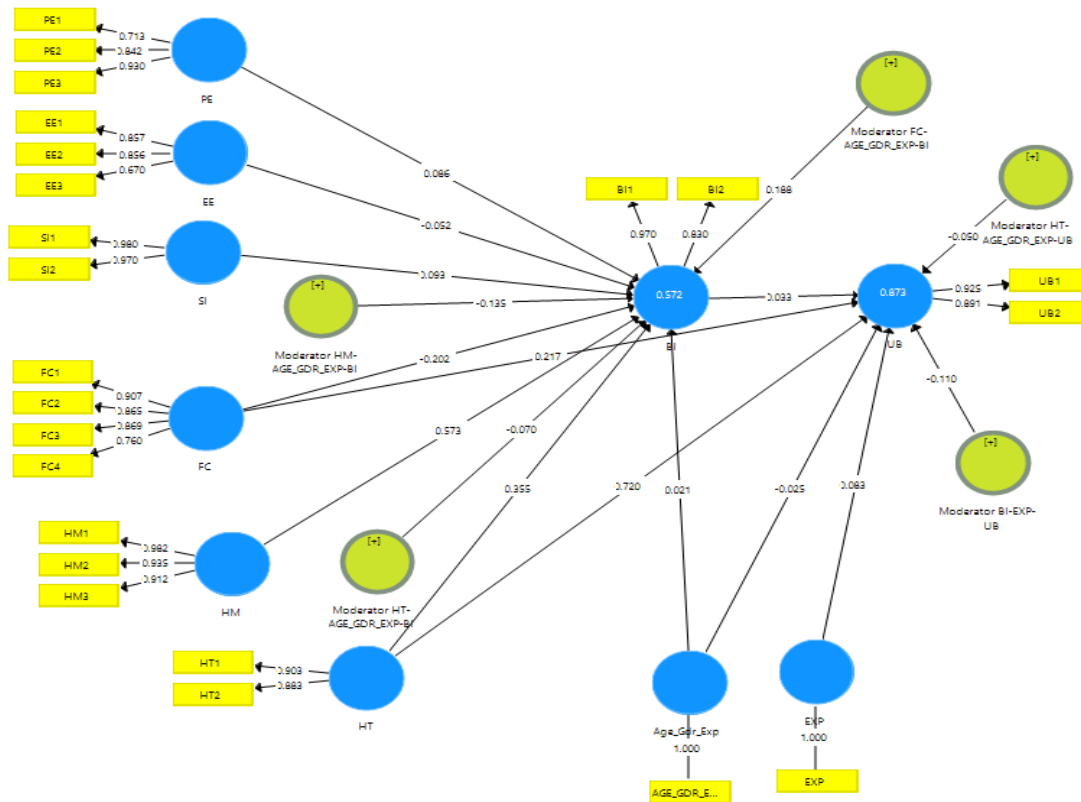 PE1
0.713
PE2
0.842
PE3
0.930
PE
EE1
0.857
EE2
0.856
EE3
0.670
EE
SI1
0.980
SI2
0.970
SI
[+]
Moderator FC-
AGE_GDR_EXP-BI
[+]
Moderator HT-
AGE_GDR_EXP-UB
0.086
-0.052
0.093
0.188
-0.050
BI1
BI2
0.970
0.830
0.572
BI
0.033
0.873
UB
0.925
UB1
0.891
UB2
[+]
Moderator HM-
AGE_GDR_EXP-BI
-0.135
-0.202
0.217
FC1
0.907
FC2
0.865
FC3
0.869
FC4
0.760
FC
0.573
-0.070
0.355
0.720
0.021
-0.025
0.083
-0.110
[+]
Moderator BI-EXP-
UB
HM1
0.982
HM2
0.935
HM3
0.912
HM
[+]
Moderator HT-
AGE_GDR_EXP-BI
HT1
0.903
HT2
0.883
HT
Age_Gdr_Exp
1.000
AGE_GDR_E...
EXP
1.000
EXP